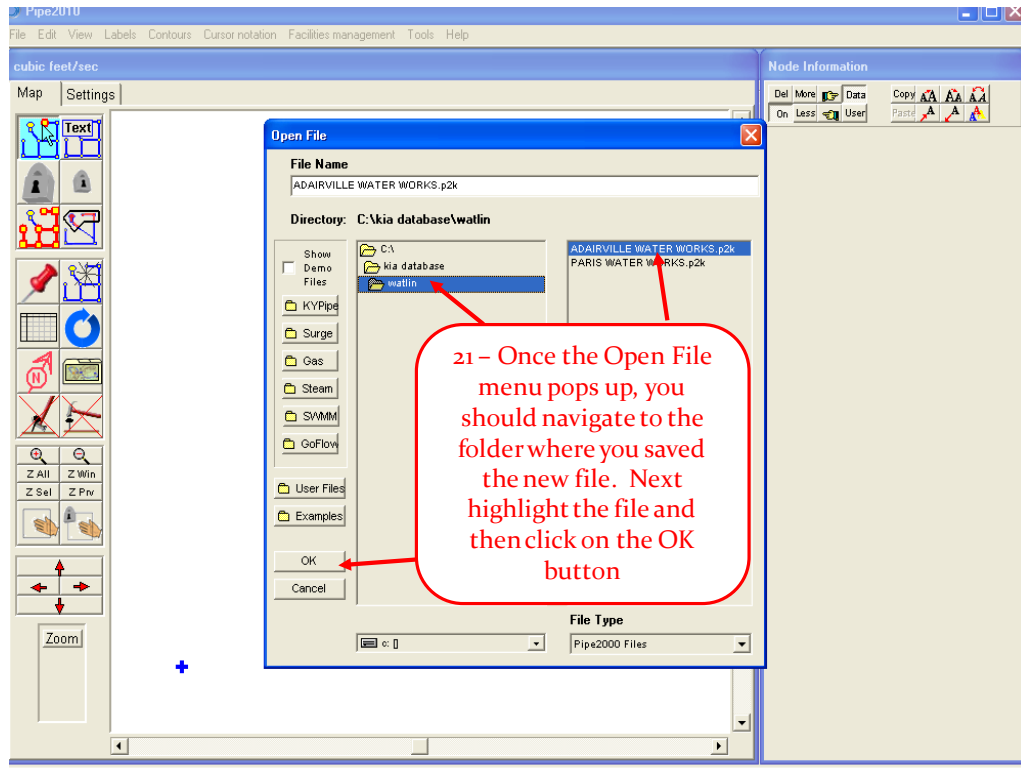 Pipe2010
File Edit View Labels Contours Cursor notation Facilities management Tools Help
cubic feet/sec
Map Settings
Text
N
Z All Z Win
Z Sel Z Prv
Zoom
Open File
File Name
ADAIRVILLE WATER WORKS.p2k
Directory: C:\kia database\watlin
Show
Demo
Files
KYPipe
Surge
Gas
Steam
SWMM
GoFlow
User Files
Examples
OK
Cancel
C:\
kia database
watlin
ADAIRVILLE WATER WORKS.p2k
PARIS WATER WORKS.p2k
21 – Once the Open File
menu pops up, you
should navigate to the
folder where you saved
the new file. Next
highlight the file and
then click on the OK
button
c: []
File Type
Pipe2000 Files
Node Information
Del More Data Copy AA AA AA
On Less User Paste A A A